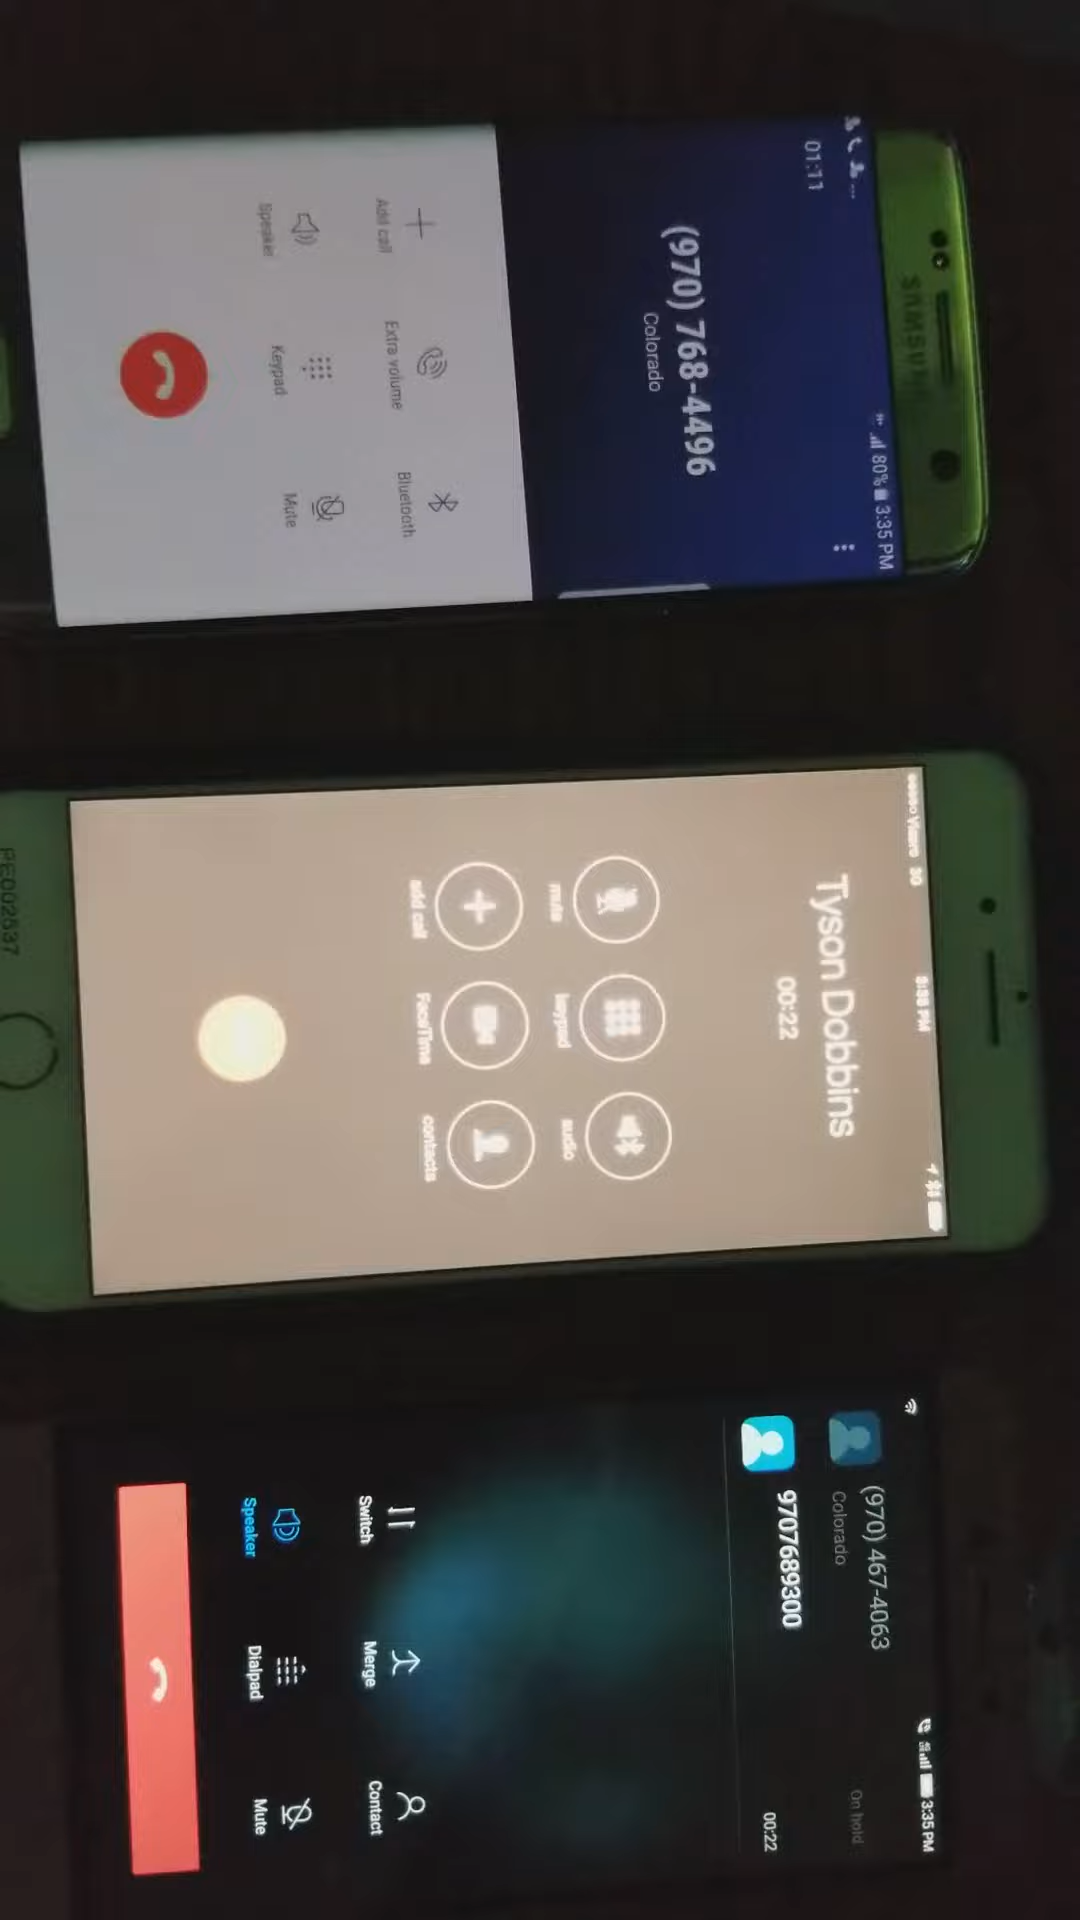 80% 3:35 PM
SAMSUNG
01:11
(970) 768-4496
Colorado
Add call
Extra volume
Bluetooth
Speaker
Keypad
Mute
3G
Tyson Dobbins
00:22
mute
keypad
audio
add call
FaceTime
contacts
PE002537
3:35 PM
(970) 467-4063
Colorado
On hold
9707689300
00:22
Switch
Merge
Contact
Speaker
Dialpad
Mute